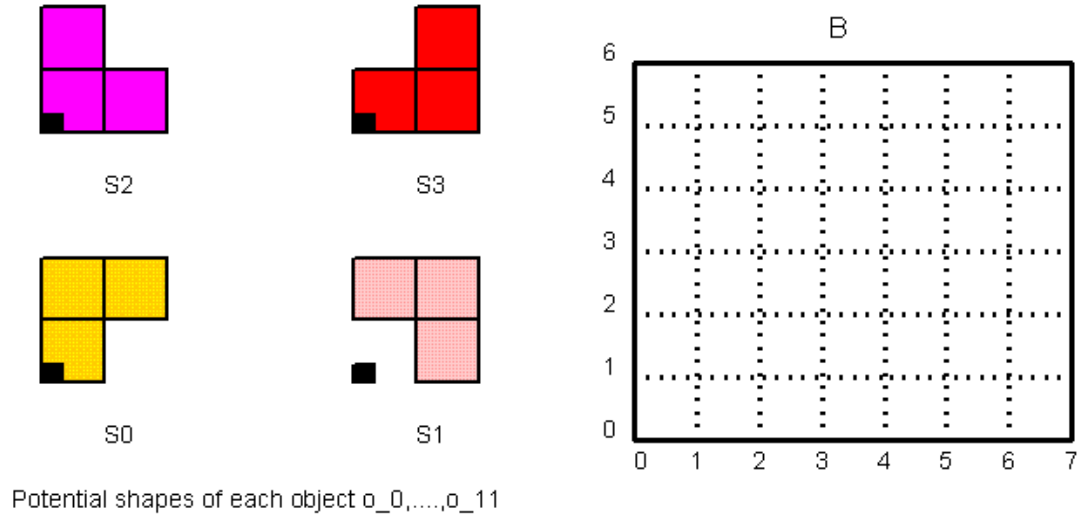 B
S2
S3
S0
S1
6
5
4
3
2
1
0
0 1 2 3 4 5 6 7
Potential shapes of each object o_0,....,o_11